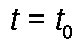 t = t₀